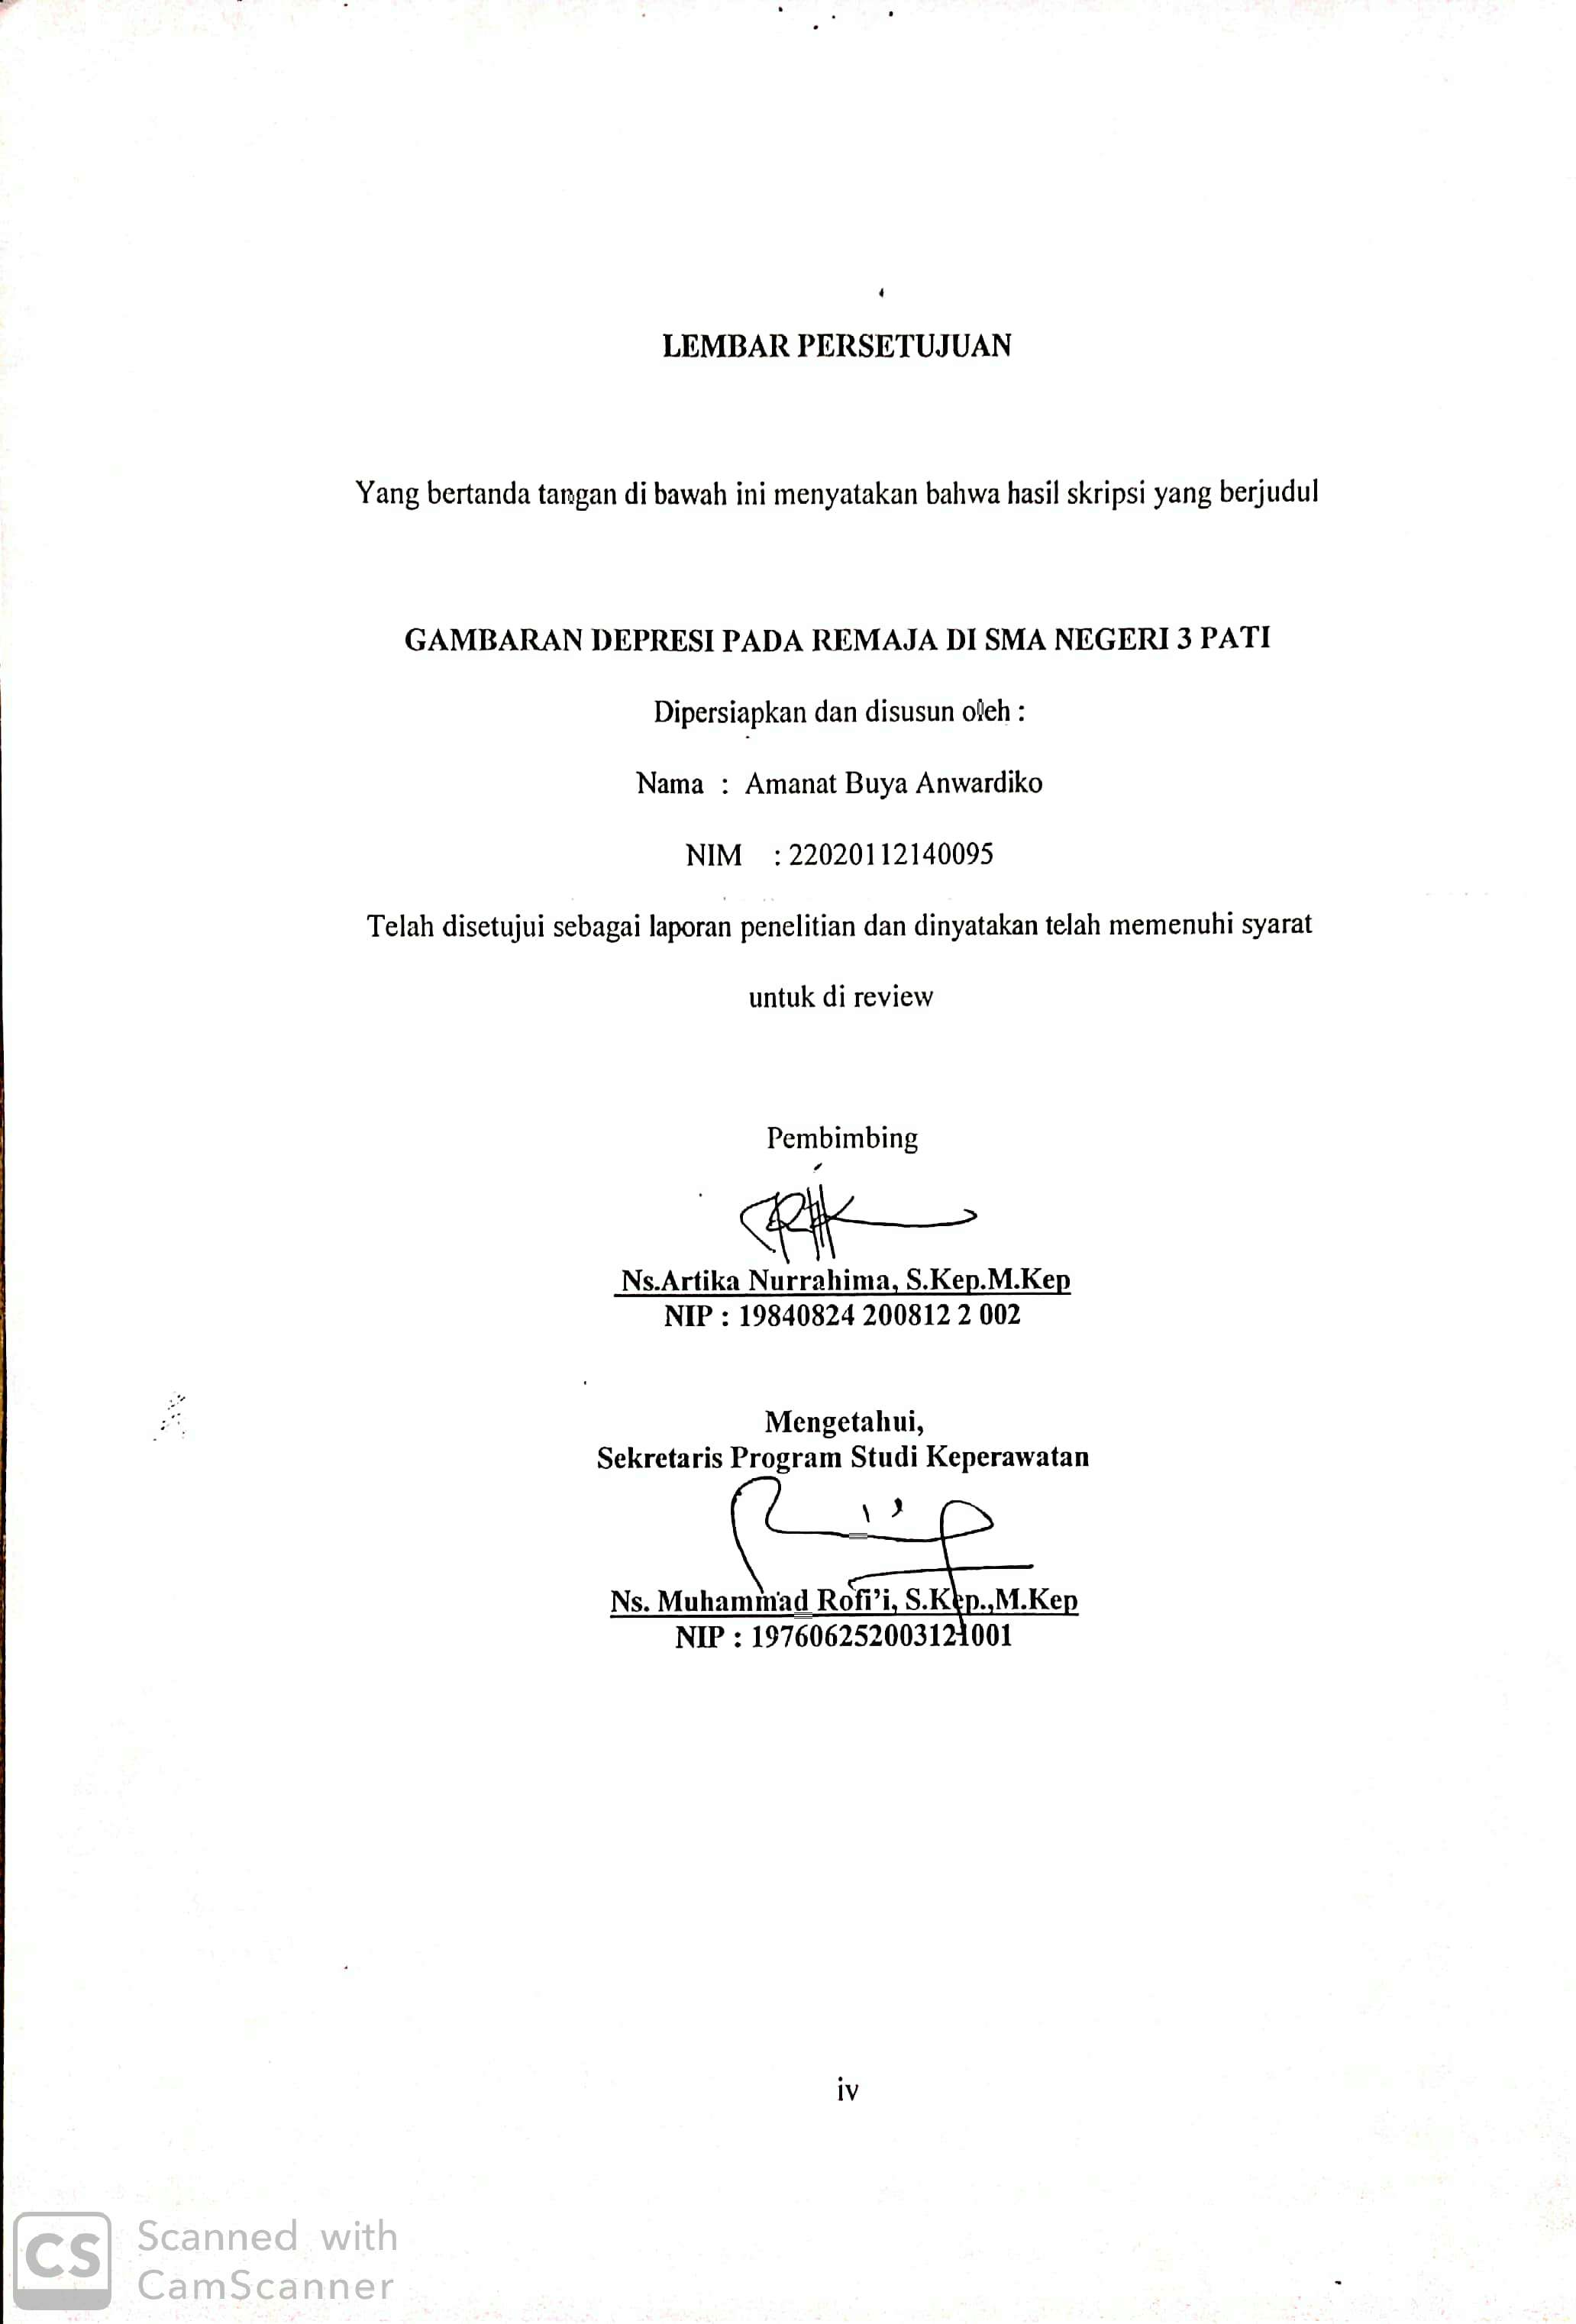 LEMBAR PERSETUJUAN
Yang bertanda tangan di bawah ini menyatakan bahwa hasil skripsi yang berjudul
GAMBARAN DEPRESI PADA REMAJA DI SMA NEGERI 3 PATI
Dipersiapkan dan disusun oleh :
Nama : Amanat Buya Anwardiko
NIM : 22020112140095
Telah disetujui sebagai laporan penelitian dan dinyatakan telah memenuhi syarat
untuk di review
Pembimbing
Ns.Artika Nurrahima, S.Kep.M.Kep
NIP : 19840824 200812 2 002
Mengetahui,
Sekretaris Program Studi Keperawatan
Ns. Muhammad Rofi'i, S.Kep.,M.Kep
NIP : 197606252003121001
iv
CS Scanned with
CamScanner